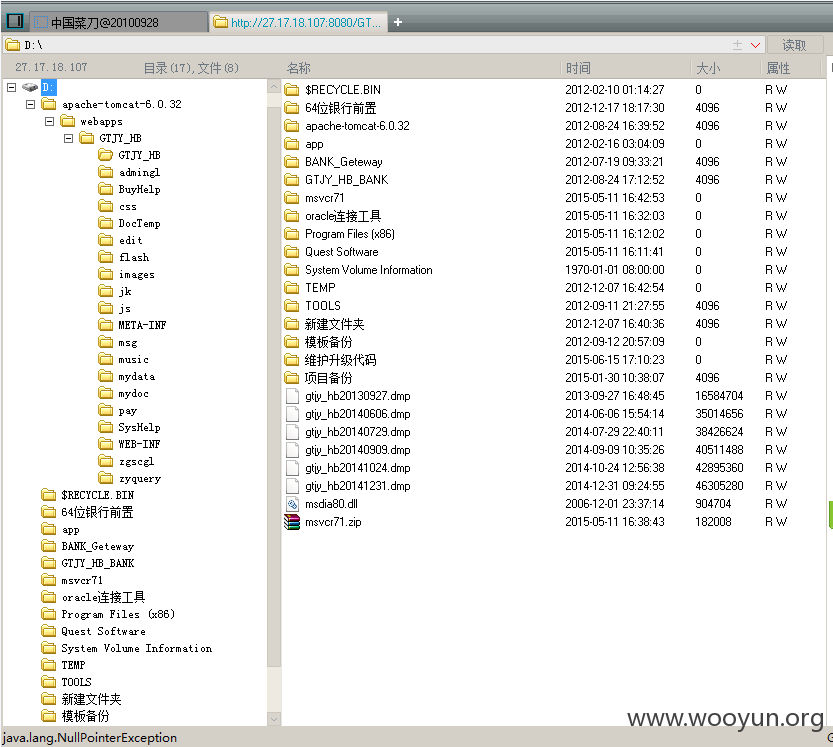 中国菜刀@20100928
http://27.17.18.107:8080/GT...
+
D:\
读取
27.17.18.107 目录(17),文件(8)
名称 时间 大小 属性
D:
apache-tomcat-6.0.32
webapps
GTJY_HB
GTJY_HB
admingl
BuyHelp
css
DocTemp
edit
flash
images
jk
js
META-INF
msg
music
mydata
mydoc
pay
SysHelp
WEB-INF
zgscgl
zyquery
$RECYCLE.BIN
64位银行前置
app
BANK_Geteway
GTJY_HB_BANK
msvcr71
oracle连接工具
Program Files (x86)
Quest Software
System Volume Information
TEMP
TOOLS
新建文件夹
模板备份
$RECYCLE.BIN 2012-02-10 01:14:27 0 R W
64位银行前置 2012-12-17 18:17:30 4096 R W
apache-tomcat-6.0.32 2012-08-24 16:39:52 4096 R W
app 2012-02-16 03:04:09 0 R W
BANK_Geteway 2012-07-19 09:33:21 4096 R W
GTJY_HB_BANK 2012-08-24 17:12:52 4096 R W
msvcr71 2015-05-11 16:42:53 0 R W
oracle连接工具 2015-05-11 16:32:03 0 R W
Program Files (x86) 2015-05-11 16:12:02 0 R W
Quest Software 2015-05-11 16:11:41 0 R W
System Volume Information 1970-01-01 08:00:00 0 R W
TEMP 2012-12-07 16:42:54 0 R W
TOOLS 2012-09-11 21:27:55 4096 R W
新建文件夹 2012-12-07 16:40:36 4096 R W
模板备份 2012-09-12 20:57:09 0 R W
维护升级代码 2015-06-15 17:10:23 0 R W
项目备份 2015-01-30 10:38:07 4096 R W
gtjy_hb20130927.dmp 2013-09-27 16:48:45 16584704 R W
gtjy_hb20140606.dmp 2014-06-06 15:54:14 35014656 R W
gtjy_hb20140729.dmp 2014-07-29 22:40:11 38426624 R W
gtjy_hb20140909.dmp 2014-09-09 10:35:26 40511488 R W
gtjy_hb20141024.dmp 2014-10-24 12:56:38 42895360 R W
gtjy_hb20141231.dmp 2014-12-31 09:24:55 46305280 R W
msdia80.dll 2006-12-01 23:37:14 904704 R W
msvcr71.zip 2015-05-11 16:38:43 182008 R W
www.wooyun.org
java.lang.NullPointerException